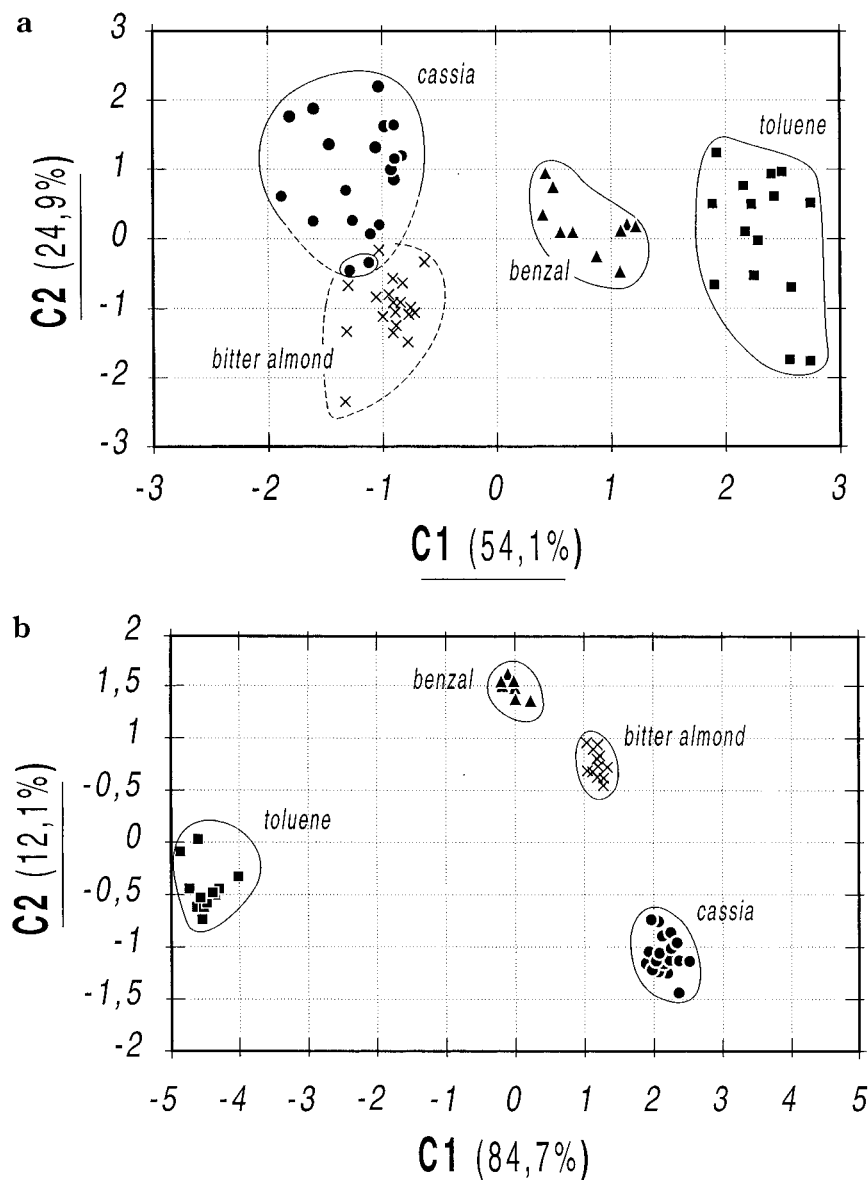 a
3
2
1
0
-1
-2
-3
C2 (24,9%)
cassia
toluene
benzal
bitter almond
-3 -2 -1 0 1 2 3
C1 (54,1%)
b
2
1,5
1
-0,5
0
-0,5
-1
-1,5
-2
C2 (12,1%)
benzal
bitter almond
toluene
cassia
-5 -4 -3 -2 -1 0 1 2 3 4 5
C1 (84,7%)